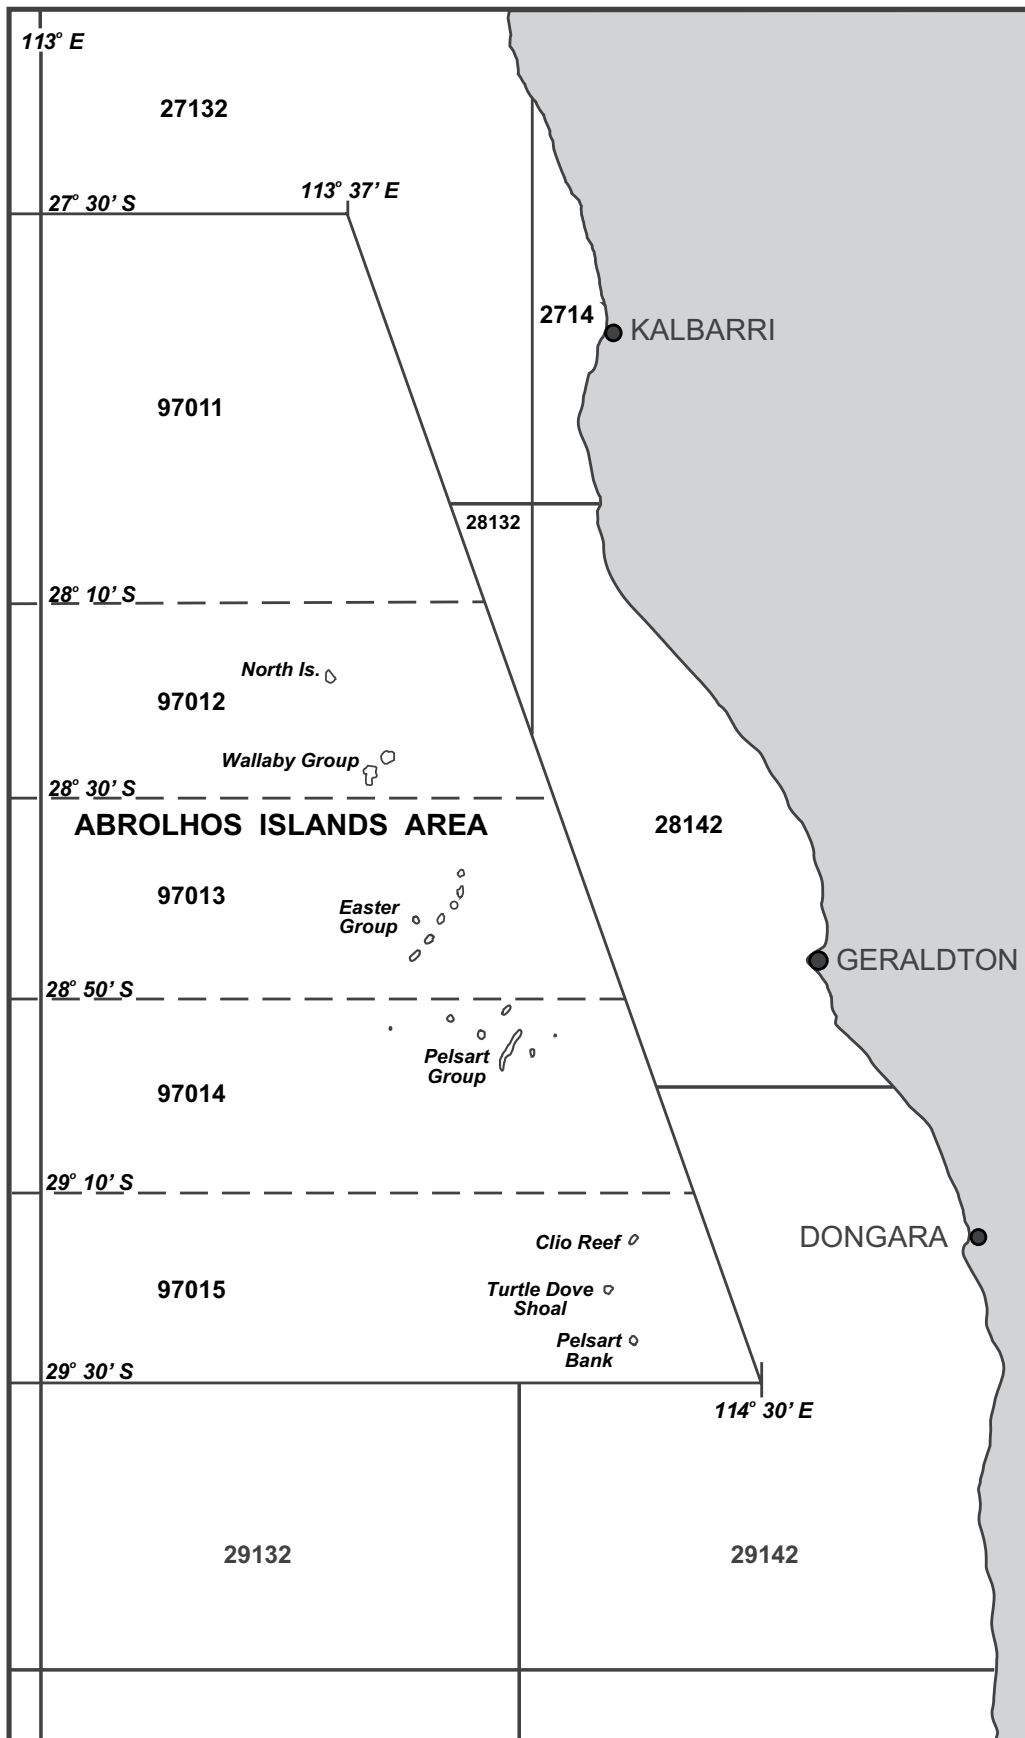 113° E
27132
113° 37’ E
27° 30’ S
2714
KALBARRI
97011
28132
28° 10’ S
North Is.
97012
Wallaby Group
28° 30’ S
ABROLHOS ISLANDS AREA
28142
97013
Easter
Group
GERALDTON
28° 50’ S
Pelsart
Group
97014
29° 10’ S
DONGARA
Clio Reef
97015
Turtle Dove
Shoal
Pelsart
Bank
29° 30’ S
114° 30’ E
29132
29142